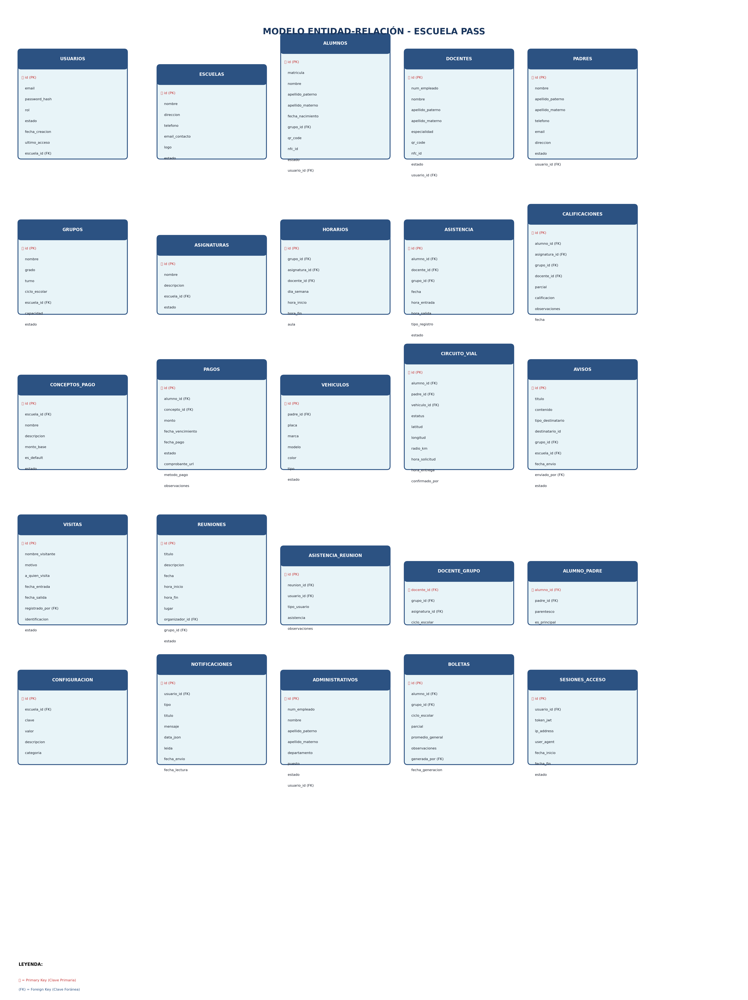 MODELO ENTIDAD-RELACIÓN - ESCUELA PASS
USUARIOS
id (PK)
email
password_hash
rol
estado
fecha_creacion
ultimo_acceso
escuela_id (FK)
ESCUELAS
id (PK)
nombre
direccion
telefono
email_contacto
logo
estado
ALUMNOS
id (PK)
matricula
nombre
apellido_paterno
apellido_materno
fecha_nacimiento
grupo_id (FK)
qr_code
nfc_id
estado
usuario_id (FK)
DOCENTES
id (PK)
num_empleado
nombre
apellido_paterno
apellido_materno
especialidad
qr_code
nfc_id
estado
usuario_id (FK)
PADRES
id (PK)
nombre
apellido_paterno
apellido_materno
telefono
email
direccion
estado
usuario_id (FK)
GRUPOS
id (PK)
nombre
grado
turno
ciclo_escolar
escuela_id (FK)
capacidad
estado
ASIGNATURAS
id (PK)
nombre
descripcion
escuela_id (FK)
estado
HORARIOS
id (PK)
grupo_id (FK)
asignatura_id (FK)
docente_id (FK)
dia_semana
hora_inicio
hora_fin
aula
ASISTENCIA
id (PK)
alumno_id (FK)
docente_id (FK)
grupo_id (FK)
fecha
hora_entrada
hora_salida
tipo_registro
estado
CALIFICACIONES
id (PK)
alumno_id (FK)
asignatura_id (FK)
grupo_id (FK)
docente_id (FK)
parcial
calificacion
observaciones
fecha
CONCEPTOS_PAGO
id (PK)
escuela_id (FK)
nombre
descripcion
monto_base
es_default
estado
PAGOS
id (PK)
alumno_id (FK)
concepto_id (FK)
monto
fecha_vencimiento
fecha_pago
estado
comprobante_url
metodo_pago
observaciones
VEHICULOS
id (PK)
padre_id (FK)
placa
marca
modelo
color
tipo
estado
CIRCUITO_VIAL
id (PK)
alumno_id (FK)
padre_id (FK)
vehiculo_id (FK)
estatus
latitud
longitud
radio_km
hora_solicitud
hora_entrega
confirmado_por
AVISOS
id (PK)
titulo
contenido
tipo_destinatario
destinatario_id
grupo_id (FK)
escuela_id (FK)
fecha_envio
enviado_por (FK)
estado
VISITAS
id (PK)
nombre_visitante
motivo
a_quien_visita
fecha_entrada
fecha_salida
registrado_por (FK)
identificacion
estado
REUNIONES
id (PK)
titulo
descripcion
fecha
hora_inicio
hora_fin
lugar
organizador_id (FK)
grupo_id (FK)
estado
ASISTENCIA_REUNION
id (PK)
reunion_id (FK)
usuario_id (FK)
tipo_usuario
asistencia
observaciones
DOCENTE_GRUPO
docente_id (FK)
grupo_id (FK)
asignatura_id (FK)
ciclo_escolar
ALUMNO_PADRE
alumno_id (FK)
padre_id (FK)
parentesco
es_principal
CONFIGURACION
id (PK)
escuela_id (FK)
clave
valor
descripcion
categoria
NOTIFICACIONES
id (PK)
usuario_id (FK)
tipo
titulo
mensaje
data_json
leida
fecha_envio
fecha_lectura
ADMINISTRATIVOS
id (PK)
num_empleado
nombre
apellido_paterno
apellido_materno
departamento
puesto
estado
usuario_id (FK)
BOLETAS
id (PK)
alumno_id (FK)
grupo_id (FK)
ciclo_escolar
parcial
promedio_general
observaciones
generada_por (FK)
fecha_generacion
SESIONES_ACCESO
id (PK)
usuario_id (FK)
token_jwt
ip_address
user_agent
fecha_inicio
fecha_fin
estado
LEYENDA:
= Primary Key (Clave Primaria)
(FK) = Foreign Key (Clave Foránea)